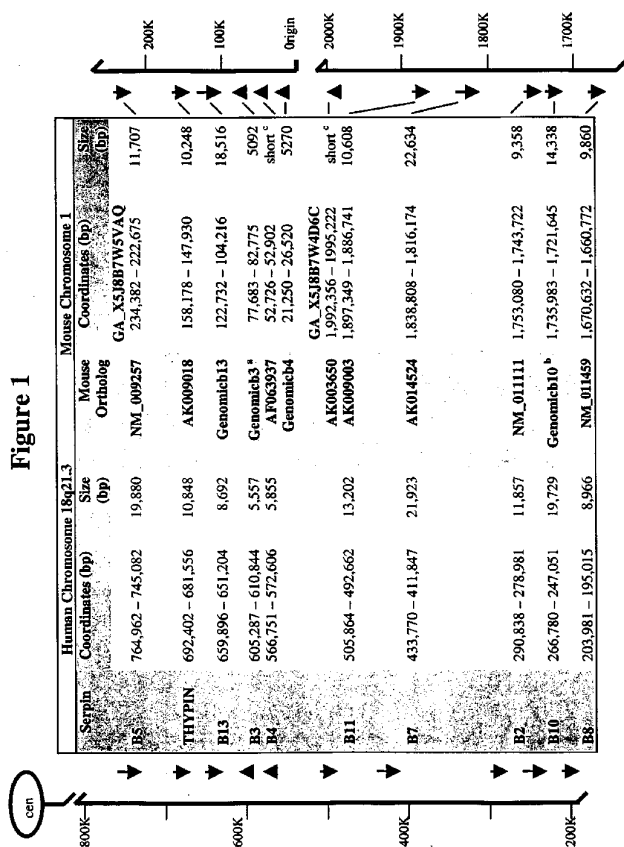 Figure 1
cen
800K
600K
400K
200K
Human Chromosome 18q21.3 Mouse Chromosome 1
Serpin Coordinates (bp) Size (bp) Mouse Ortholog Coordinates (bp) Size (bp)
GA_X5J8B7W5VAQ
B5 764,962 – 745,082 19,880 NM_009257 234,382 – 222,675 11,707
THYPIN 692,402 – 681,556 10,848 AK009018 158,178 – 147,930 10,248
B13 659,896 – 651,204 8,692 Genomicb13 122,732 – 104,216 18,516
B3 605,287 – 610,844 5,557 Genomicb3 a 77,683 – 82,775 5092
B4 566,751 – 572,606 5,855 AF063937 52,726 – 52,902 short c
Genomicb4 21,250 – 26,520 5270
GA_X5J8B7W4D6C
AK003650 1,992,356 – 1995,222 short c
B11 505,864 – 492,662 13,202 AK009003 1,897,349 – 1,886,741 10,608
B7 433,770 – 411,847 21,923 AK014524 1,838,808 – 1,816,174 22,634
B2 290,838 – 278,981 11,857 NM_011111 1,753,080 – 1,743,722 9,358
B10 266,780 – 247,051 19,729 Genomicb10 b 1,735,983 – 1,721,645 14,338
B8 203,981 – 195,015 8,966 NM_011459 1,670,632 – 1,660,772 9,860
200K
100K
Origin
2000K
1900K
1800K
1700K